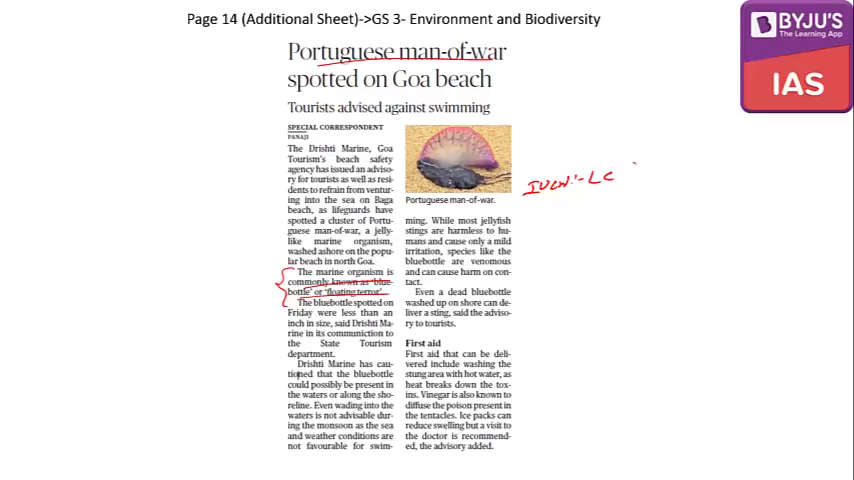 Page 14 (Additional Sheet)->GS 3- Environment and Biodiversity
BYJU'S
The Learning App
IAS
Portuguese man-of-war
spotted on Goa beach
Tourists advised against swimming
SPECIAL CORRESPONDENT
PANAJI
The Drishti Marine, Goa
Tourism's beach safety
agency has issued an adviso-
ry for tourists as well as resi-
dents to refrain from ventur-
ing into the sea on Baga
beach, as lifeguards have
spotted a cluster of Portu-
guese man-of-war, a jelly-
like marine organism,
washed ashore on the popu-
lar beach in north Goa.
The marine organism is
commonly known as 'blue-
bottle' or 'floating terror'.
The bluebottle spotted on
Friday were less than an
inch in size, said Drishti Ma-
rine in its communiction to
the State Tourism
department.
Drishti Marine has cau-
tioned that the bluebottle
could possibly be present in
the waters or along the sho-
reline. Even wading into the
waters is not advisable dur-
ing the monsoon as the sea
and weather conditions are
not favourable for swim-
Portuguese man-of-war.
IUCN:-LC
ming. While most jellyfish
stings are harmless to hu-
mans and cause only a mild
irritation, species like the
bluebottle are venomous
and can cause harm on con-
tact.
Even a dead bluebottle
washed up on shore can de-
liver a sting, said the adviso-
ry to tourists.
First aid
First aid that can be deli-
vered include washing the
stung area with hot water, as
heat breaks down the tox-
ins. Vinegar is also known to
diffuse the poison present in
the tentacles. Ice packs can
reduce swelling but a visit to
the doctor is recommend-
ed, the advisory added.